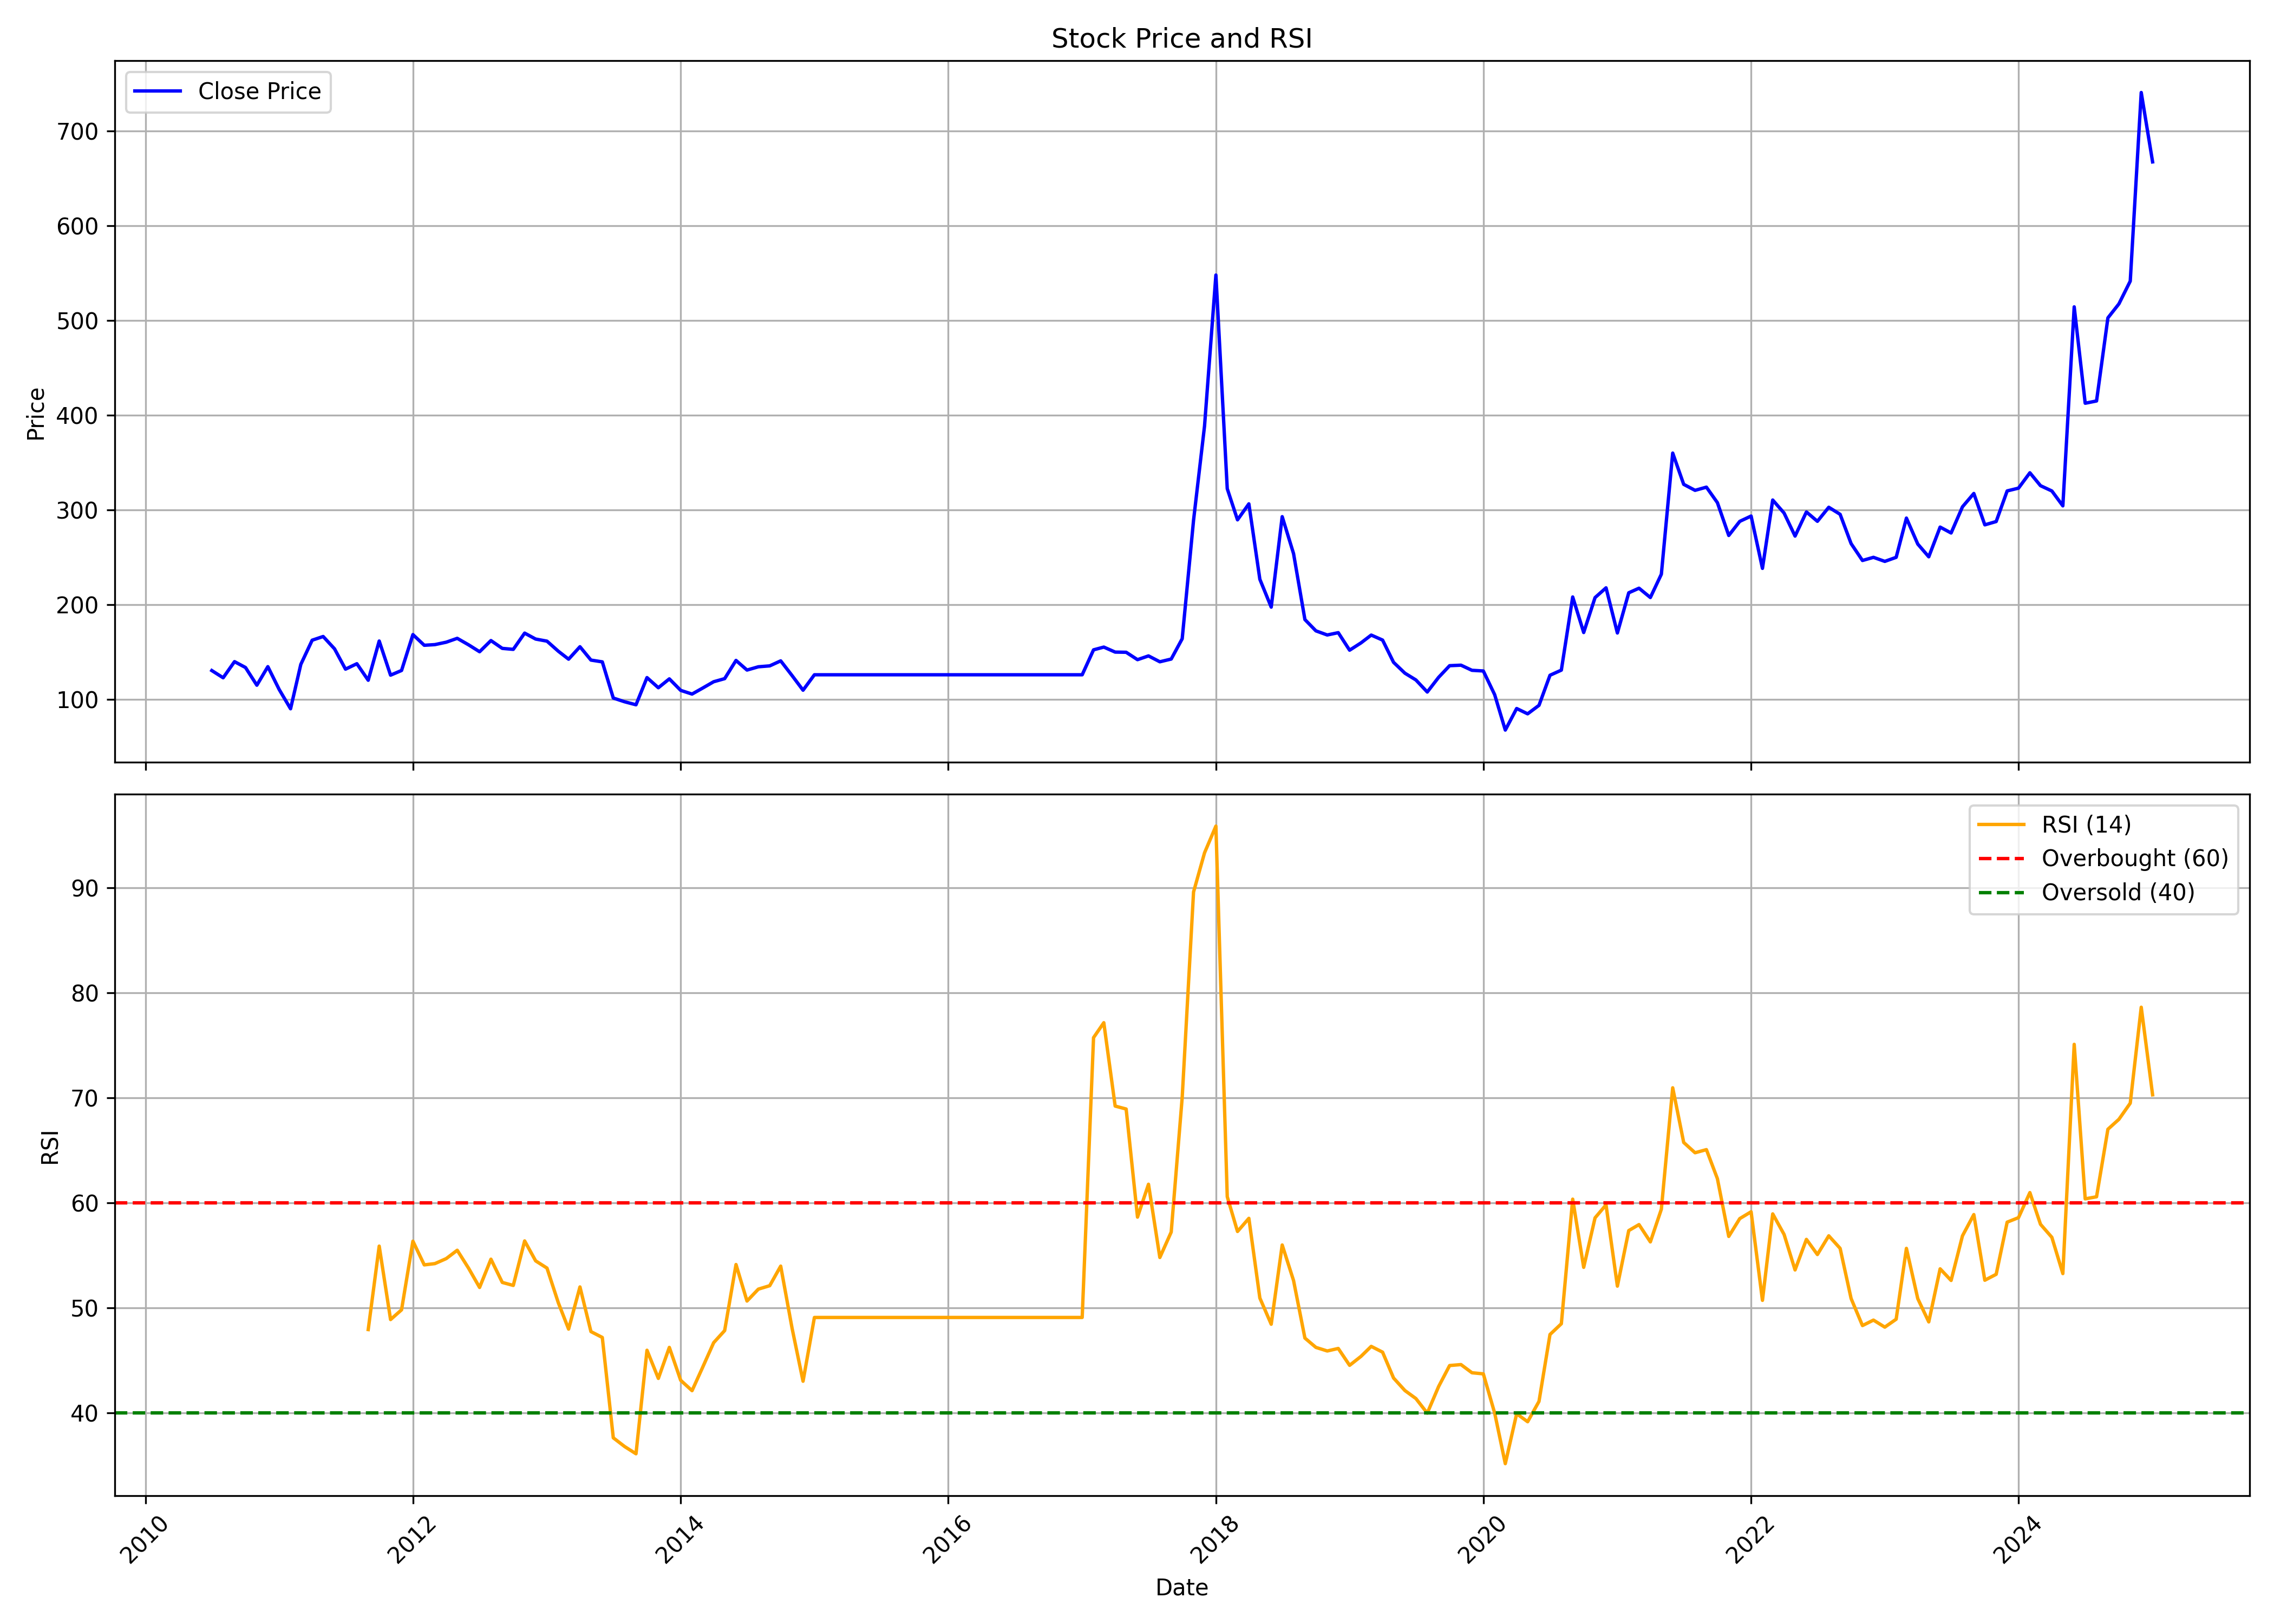 Stock Price and RSI
Close Price
Price
700
600
500
400
300
200
100
RSI (14)
Overbought (60)
Oversold (40)
RSI
90
80
70
60
50
40
2010
2012
2014
2016
2018
2020
2022
2024
Date